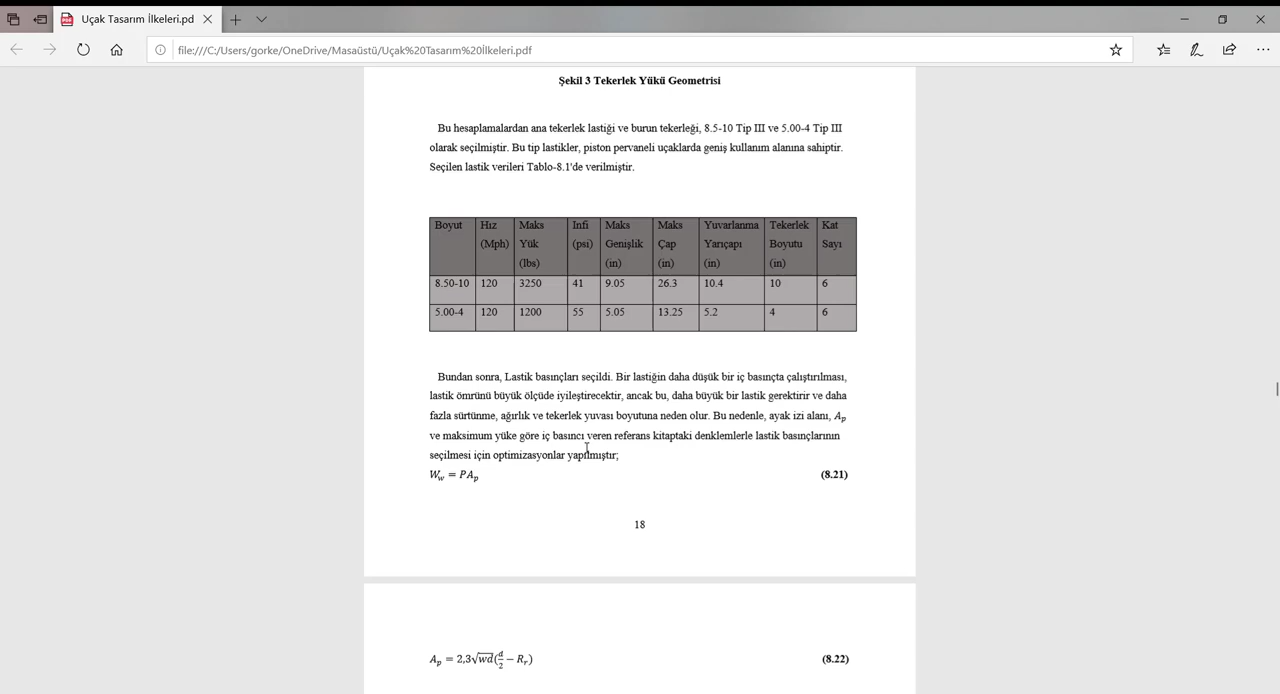 Uçak Tasarım İlkeleri.pd
file:///C:/Users/gorke/OneDrive/Masaüstü/Uçak%20Tasarım%20İlkeleri.pdf
Şekil 3 Tekerlek Yükü Geometrisi
Bu hesaplamalardan ana tekerlek lastiği ve burun tekerleği, 8.5-10 Tip III ve 5.00-4 Tip III
olarak seçilmiştir. Bu tip lastikler, piston pervaneli uçaklarda geniş kullanım alanına sahiptir.
Seçilen lastik verileri Tablo-8.1'de verilmiştir.
Boyut Hız Maks Infi Maks Maks Yuvarlanma Tekerlek Kat
(Mph) Yük (psi) Genişlik Çap Yarıçapı Boyutu Sayı
(lbs) (in) (in) (in) (in)
8.50-10 120 3250 41 9.05 26.3 10.4 10 6
5.00-4 120 1200 55 5.05 13.25 5.2 4 6
Bundan sonra, Lastik basınçları seçildi. Bir lastiğin daha düşük bir iç basınçta çalıştırılması,
lastik ömrünü büyük ölçüde iyileştirecektir, ancak bu, daha büyük bir lastik gerektirir ve daha
fazla sürtünme, ağırlık ve tekerlek yuvası boyutuna neden olur. Bu nedenle, ayak izi alanı, Aₚ
ve maksimum yüke göre iç basıncı veren referans kitaptaki denklemlerle lastik basınçlarının
seçilmesi için optimizasyonlar yapılmıştır;
W_w = PAₚ (8.21)
18
Aₚ = 2,3√wd(d/2 − Rᵣ) (8.22)